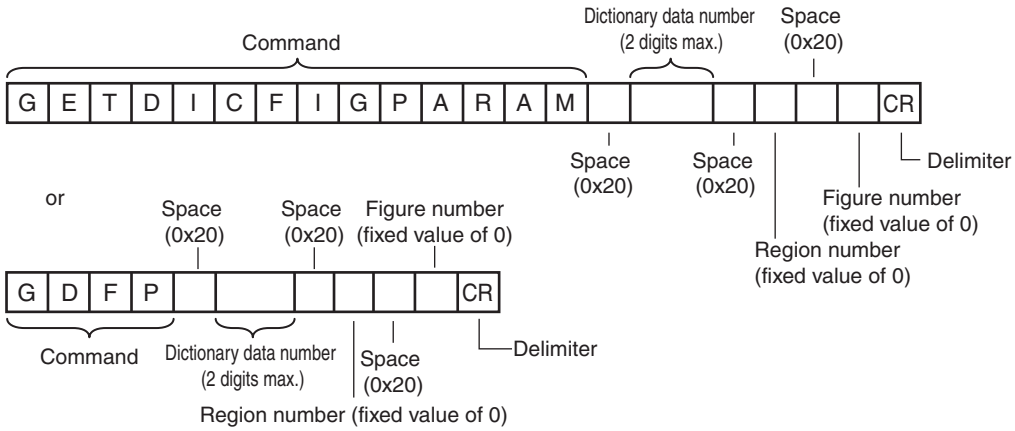 Command
Dictionary data number
(2 digits max.)
Space
(0x20)
G E T D I C F I G P A R A M CR
Space
(0x20)
Space
(0x20)
Delimiter
Figure number
(fixed value of 0)
Region number
(fixed value of 0)
or
Space
(0x20)
Space
(0x20)
Figure number
(fixed value of 0)
G D F P CR
Command
Dictionary data number
(2 digits max.)
Space
(0x20)
Delimiter
Region number (fixed value of 0)